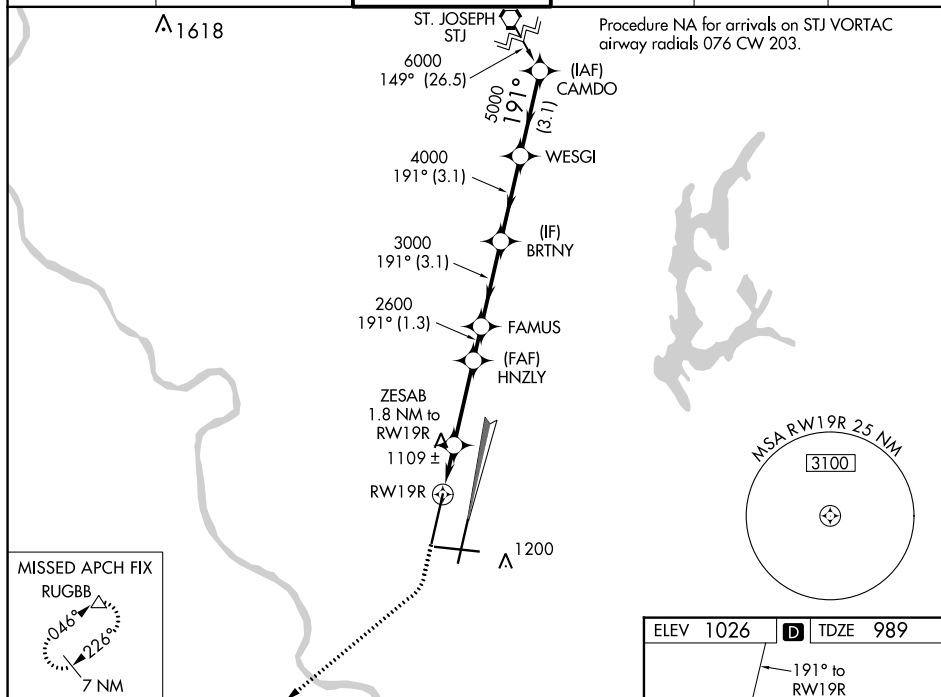 1618
ST. JOSEPH
STJ
Procedure NA for arrivals on STJ VORTAC
airway radials 076 CW 203.
6000
149° (26.5)
(IAF)
CAMDO
5000
191°
(3.1)
WESGI
4000
191° (3.1)
(IF)
BRTNY
3000
191° (3.1)
2600
191° (1.3)
FAMUS
(FAF)
HNZLY
ZESAB
1.8 NM to
RW19R
1109 ±
RW19R
1200
MSA RW19R 25 NM
3100
MISSED APCH FIX
RUGBB
046°
226°
7 NM
ELEV 1026 D TDZE 989
191° to
RW19R